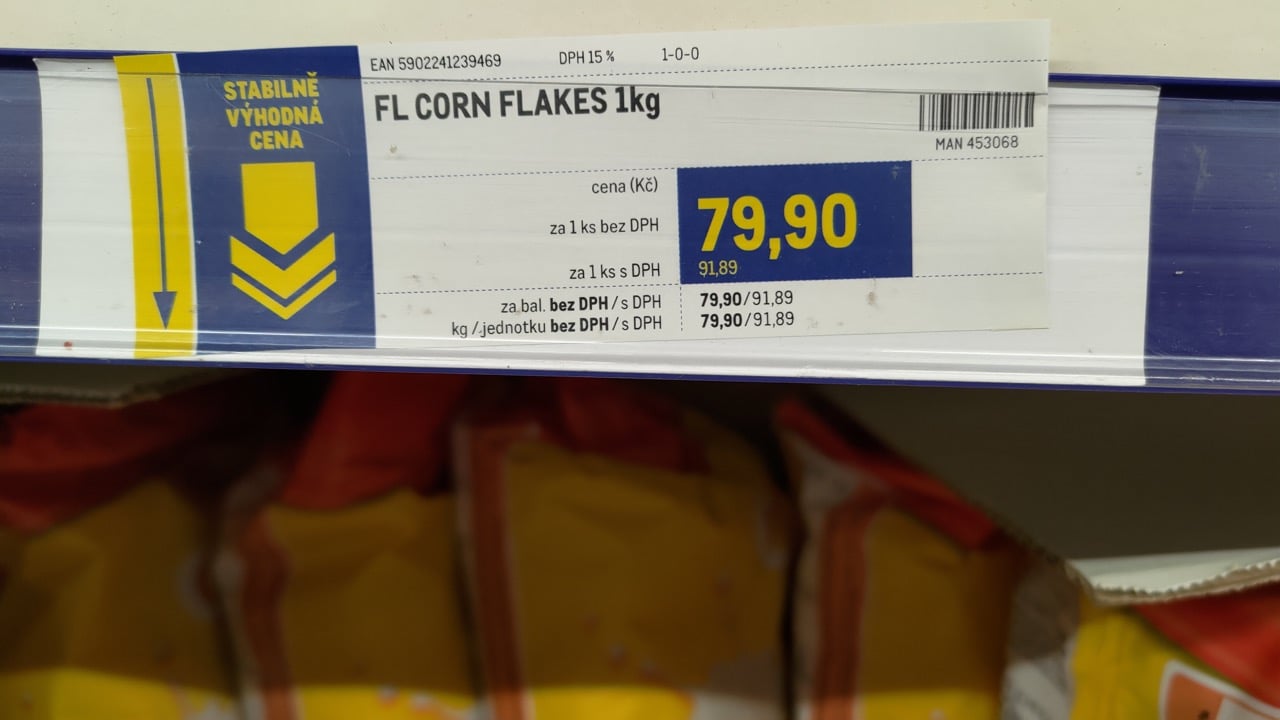 STABILNĚ
VÝHODNÁ
CENA
EAN 5902241239469 DPH 15 % 1-0-0
FL CORN FLAKES 1kg
MAN 453068
cena (Kč)
za 1 ks bez DPH 79,90
za 1 ks s DPH 91,89
za bal. bez DPH / s DPH 79,90/91,89
kg / jednotku bez DPH / s DPH 79,90/91,89